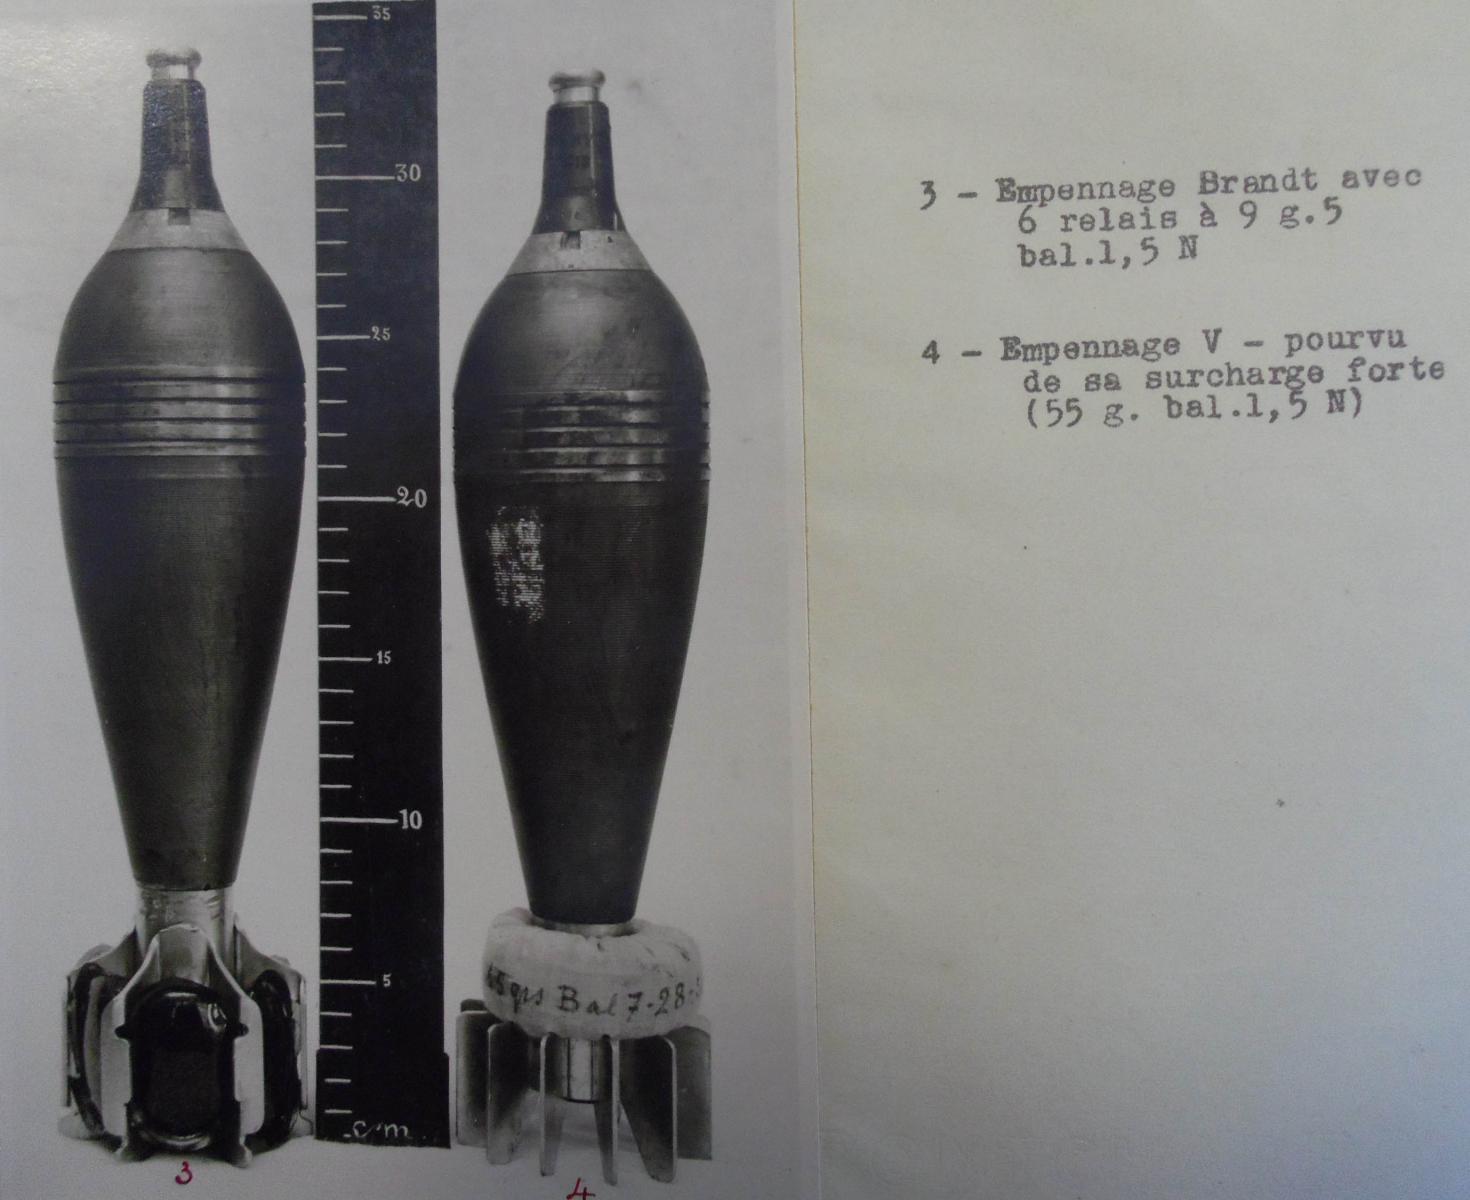 35
30
25
20
15
10
5
c m
Bal 7-28-
3
4
3 - Empennage Brandt avec
6 relais à 9 g.5
bal.1,5 N
4 - Empennage V - pourvu
de sa surcharge forte
(55 g. bal.1,5 N)